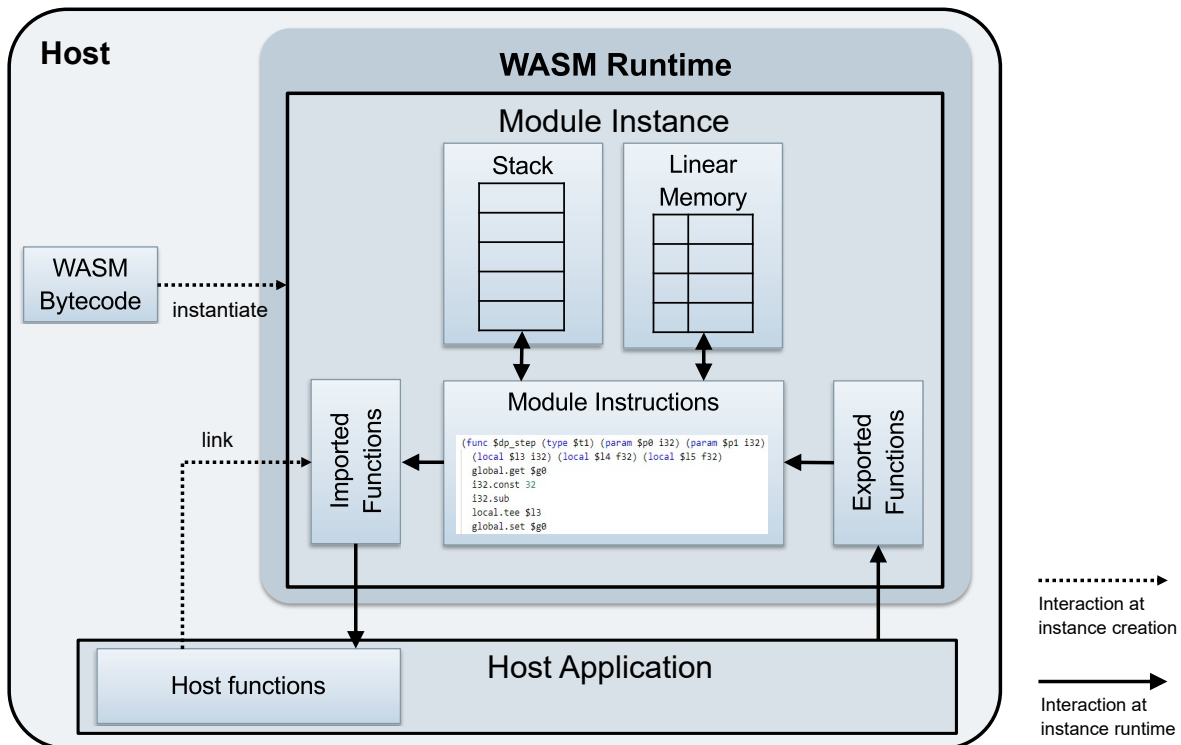 Host
WASM Runtime
Module Instance
Stack
Linear
Memory
WASM
Bytecode
instantiate
link
Imported
Functions
Module Instructions
(func $dp_step (type $t1) (param $p0 i32) (param $p1 i32)
(local $l3 i32) (local $l4 f32) (local $l5 f32)
global.get $g0
i32.const 32
i32.sub
local.tee $l3
global.set $g0
Exported
Functions
Host functions
Host Application
Interaction at
instance creation
Interaction at
instance runtime